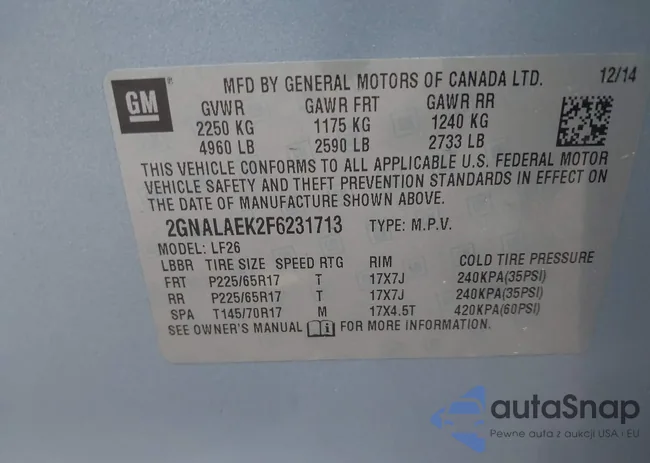 MFD BY GENERAL MOTORS OF CANADA LTD. 12/14
GM
GVWR GAWR FRT GAWR RR
2250 KG 1175 KG 1240 KG
4960 LB 2590 LB 2733 LB
THIS VEHICLE CONFORMS TO ALL APPLICABLE U.S. FEDERAL MOTOR
VEHICLE SAFETY AND THEFT PREVENTION STANDARDS IN EFFECT ON
THE DATE OF MANUFACTURE SHOWN ABOVE.
2GNALAEK2F6231713 TYPE: M.P.V.
MODEL: LF26
LBBR TIRE SIZE SPEED RTG RIM COLD TIRE PRESSURE
FRT P225/65R17 T 17X7J 240KPA(35PSI)
RR P225/65R17 T 17X7J 240KPA(35PSI)
SPA T145/70R17 M 17X4.5T 420KPA(60PSI)
SEE OWNER'S MANUAL FOR MORE INFORMATION.
autaSnap
Pewne auta z aukcji USA i EU